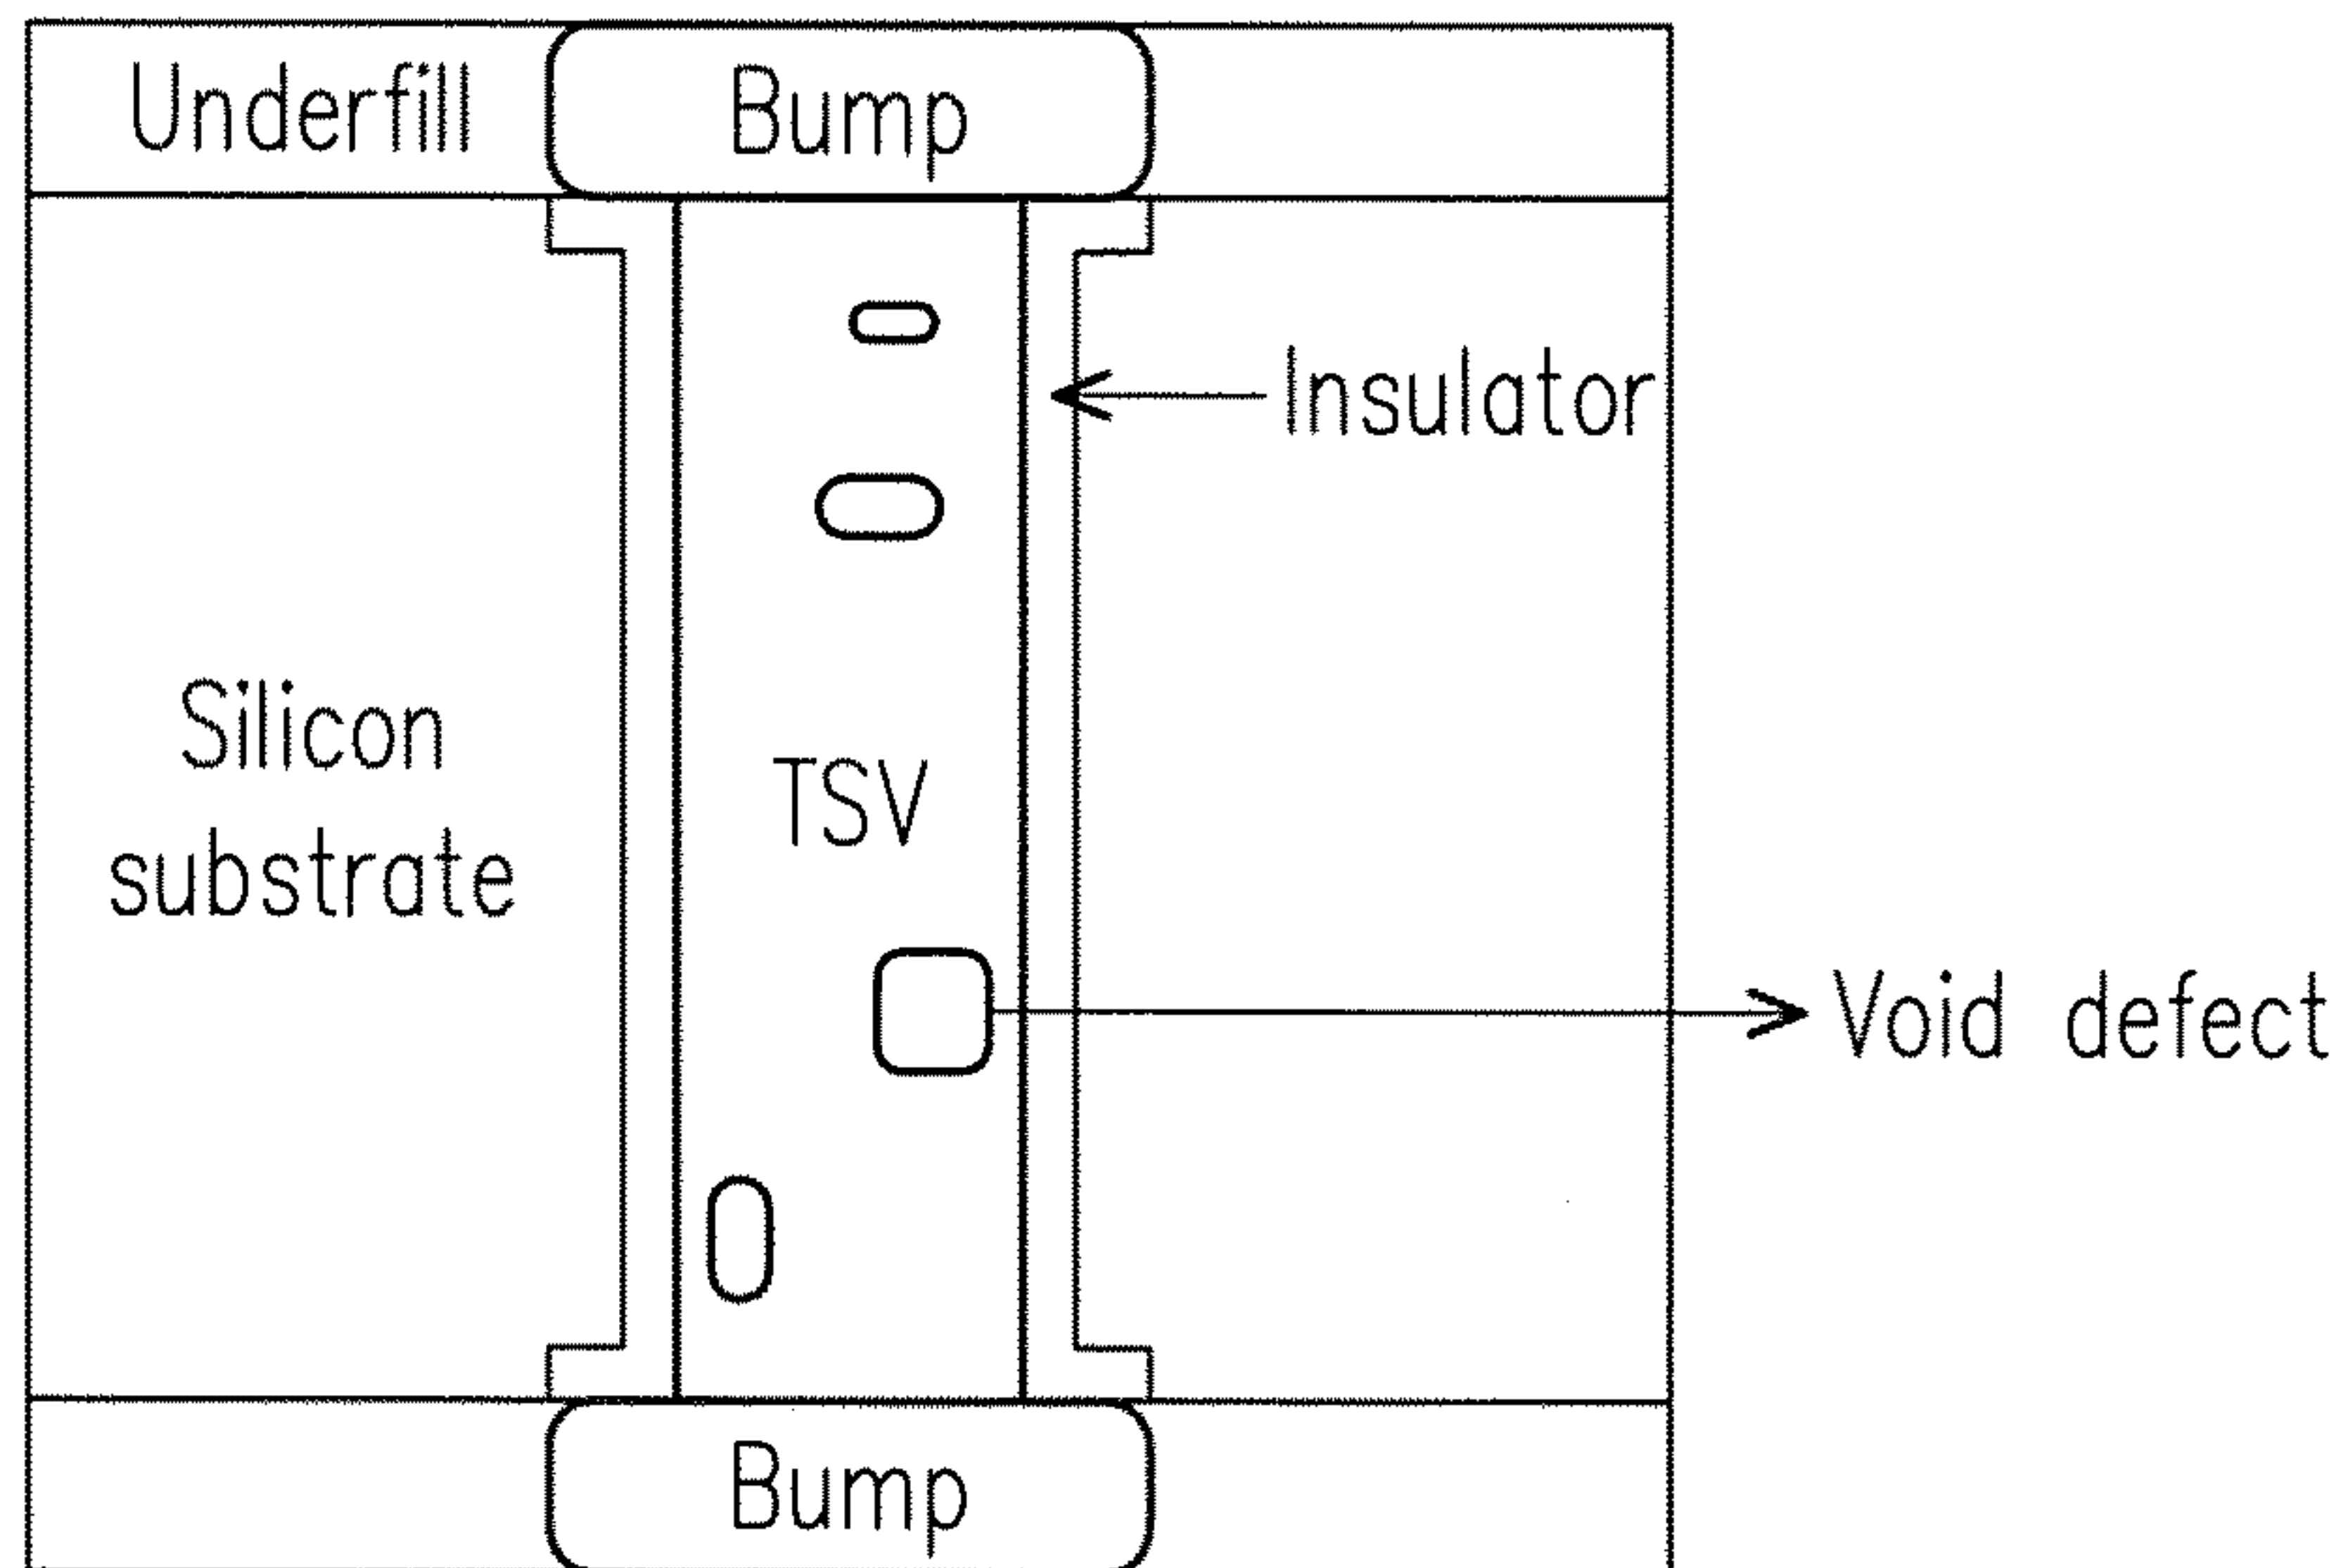 Underfill
Bump
Insulator
Silicon
substrate
TSV
Void defect
Bump